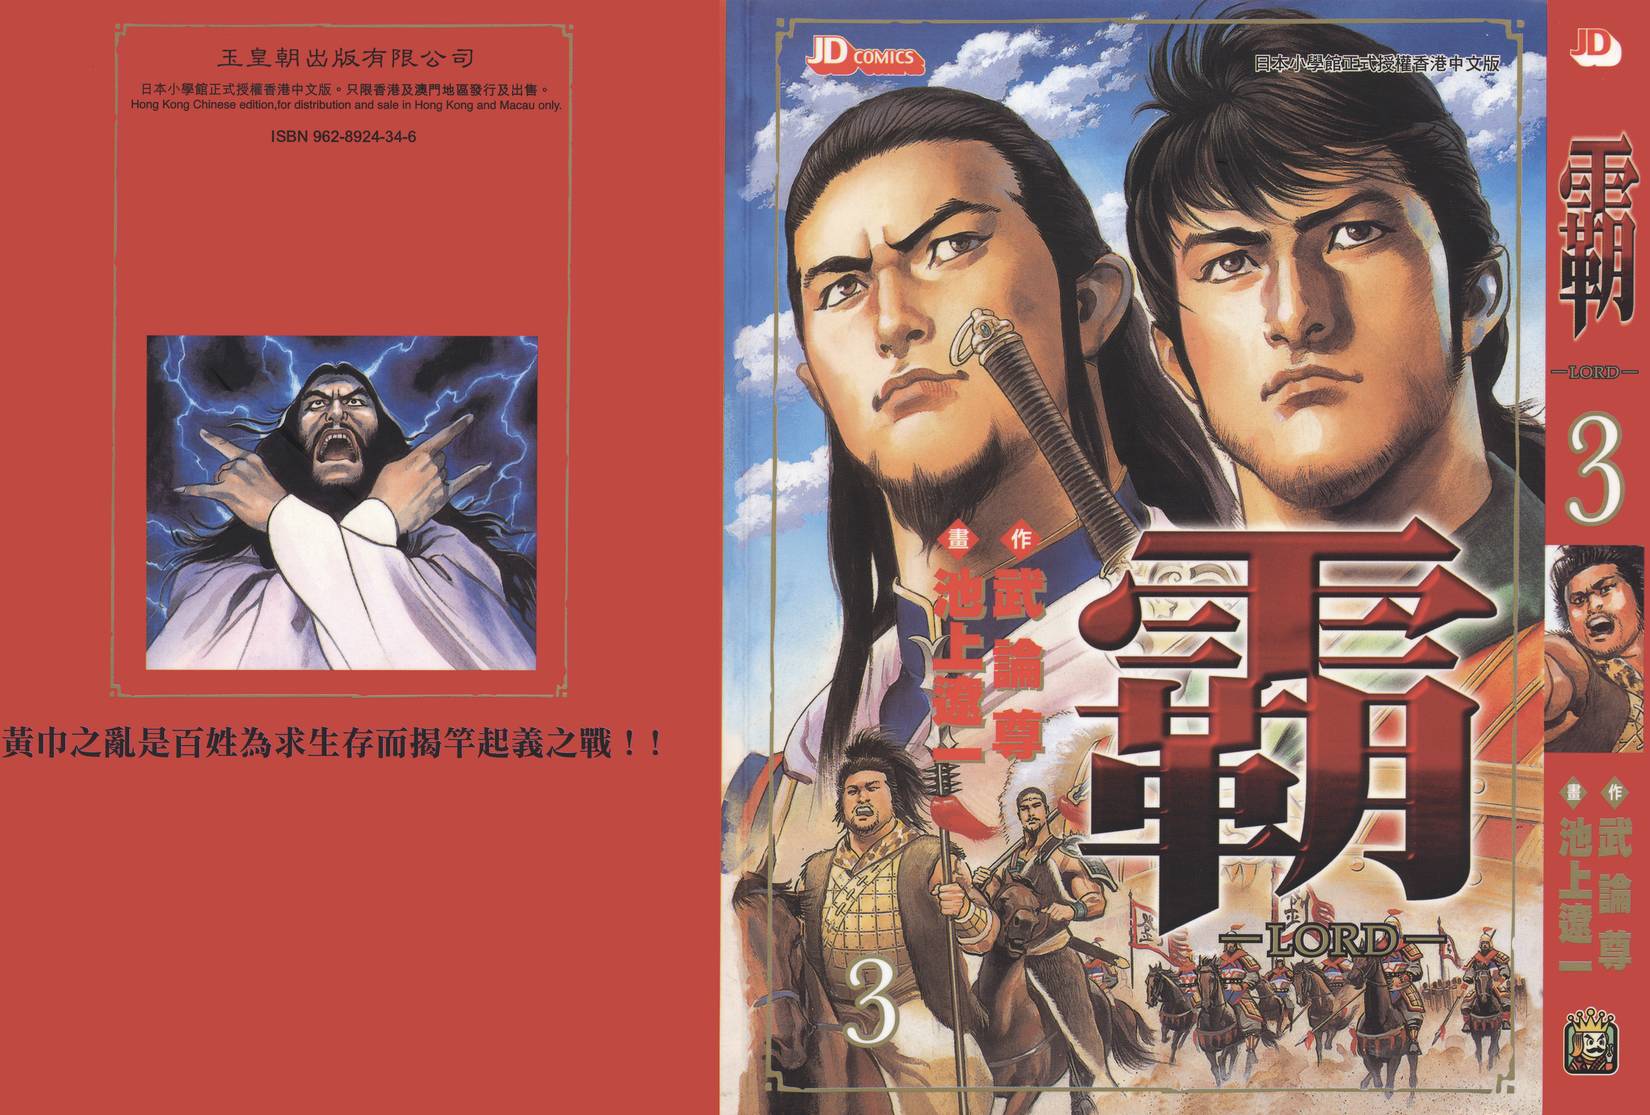 玉皇朝出版有限公司
日本小學館正式授權香港中文版。只限香港及澳門地區發行及出售。
Hong Kong Chinese edition,for distribution and sale in Hong Kong and Macau only.
ISBN 962-8924-34-6
黃巾之亂是百姓為求生存而揭竿起義之戰！！
JD COMICS
日本小學館正式授權香港中文版
作 武論尊
畫 池上遼一
霸
—LORD—
3
JD
霸
—LORD—
3
作 武論尊
畫 池上遼一